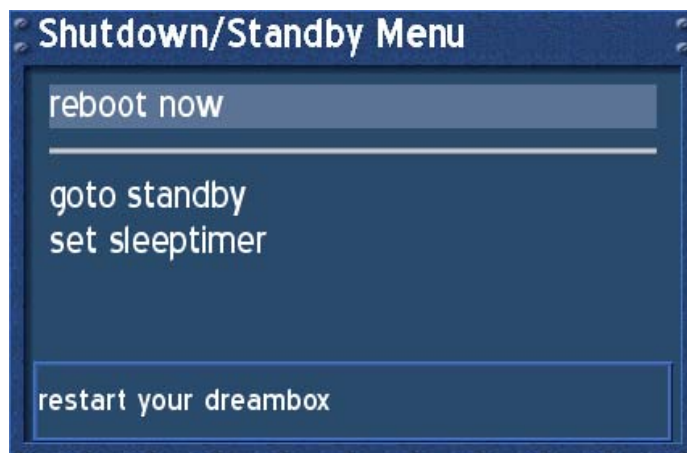 Shutdown/Standby Menu
reboot now
goto standby
set sleeptimer
restart your dreambox